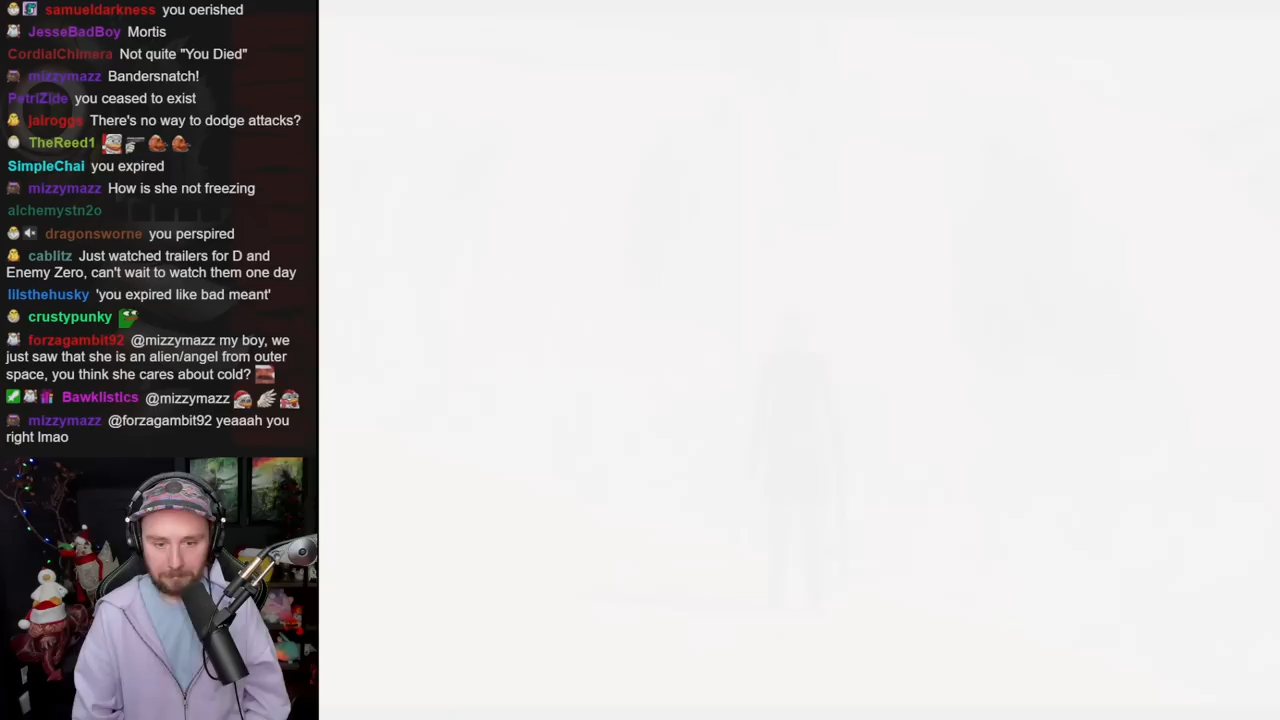 samueldarkness you oerished
JesseBadBoy Mortis
CordialChimara Not quite "You Died"
mizzymazz Bandersnatch!
PetriZide you ceased to exist
jalroggs There's no way to dodge attacks?
TheReed1
SimpleChai you expired
mizzymazz How is she not freezing
alchemystn2o
dragonsworne you perspired
cablitz Just watched trailers for D and
Enemy Zero, can't wait to watch them one day
lilsthehusky 'you expired like bad meant'
crustypunky
forzagambit92 @mizzymazz my boy, we
just saw that she is an alien/angel from outer
space, you think she cares about cold?
Bawklistics @mizzymazz
mizzymazz @forzagambit92 yeaaah you
right lmao